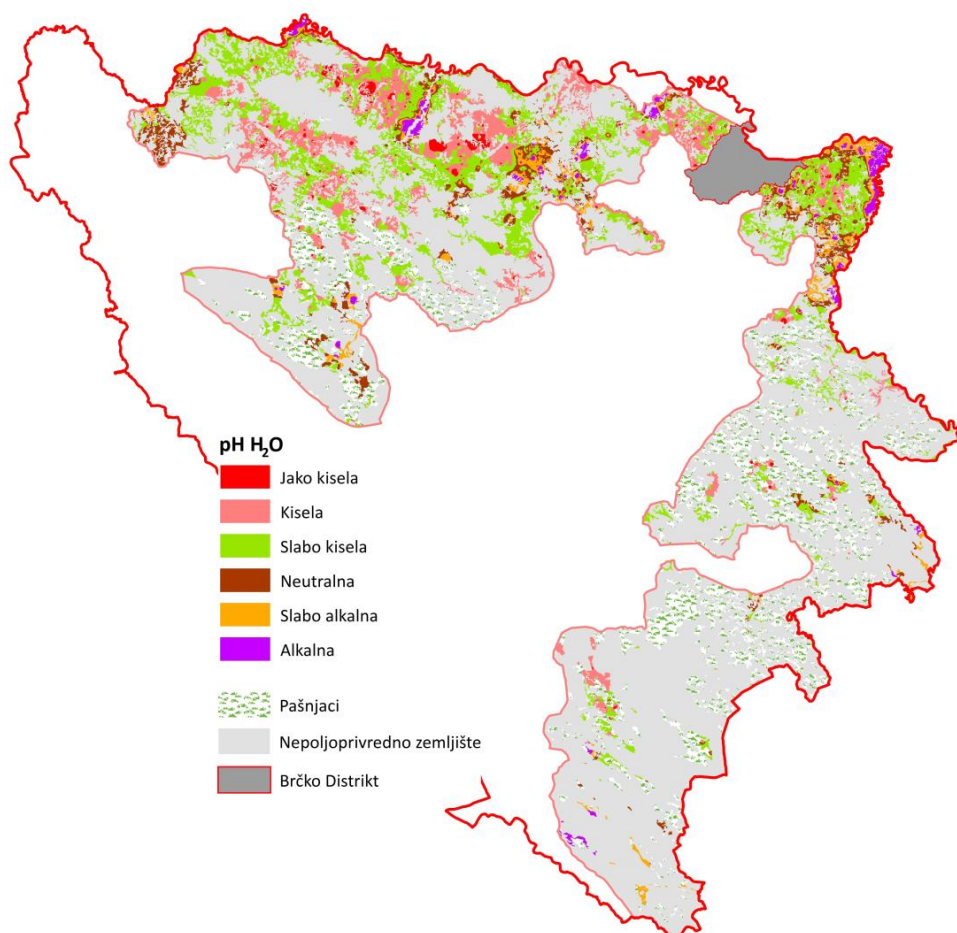 pH H₂O
Jako kisela
Kisela
Slabo kisela
Neutralna
Slabo alkalna
Alkalna
Pašnjaci
Nepoljoprivredno zemljište
Brčko Distrikt